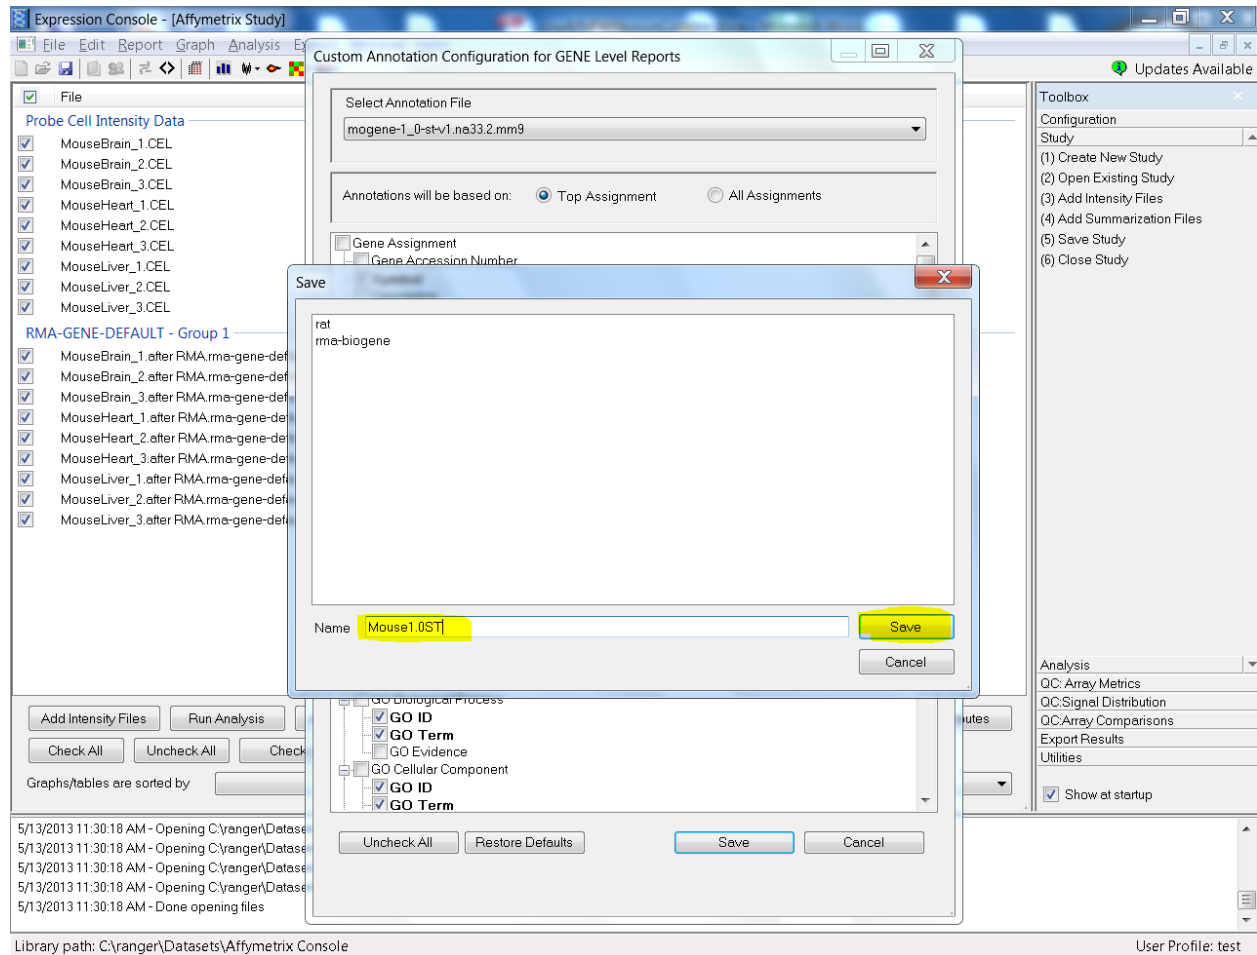 Expression Console - [Affymetrix Study]
File Edit Report Graph Analysis
Updates Available
File
Probe Cell Intensity Data
MouseBrain_1.CEL
MouseBrain_2.CEL
MouseBrain_3.CEL
MouseHeart_1.CEL
MouseHeart_2.CEL
MouseHeart_3.CEL
MouseLiver_1.CEL
MouseLiver_2.CEL
MouseLiver_3.CEL
RMA-GENE-DEFAULT - Group 1
MouseBrain_1.after RMA.rma-gene-def
MouseBrain_2.after RMA.rma-gene-def
MouseBrain_3.after RMA.rma-gene-def
MouseHeart_1.after RMA.rma-gene-de
MouseHeart_2.after RMA.rma-gene-de
MouseHeart_3.after RMA.rma-gene-de
MouseLiver_1.after RMA.rma-gene-def
MouseLiver_2.after RMA.rma-gene-def
MouseLiver_3.after RMA.rma-gene-def
Custom Annotation Configuration for GENE Level Reports
Select Annotation File
mogene-1_0-st-v1.na33.2.mm9
Annotations will be based on: Top Assignment All Assignments
Gene Assignment
Gene Accession Number
Save
rat
rma-biogene
Name Mouse1.0ST Save
Cancel
GO Biological Process
GO ID
GO Term
GO Evidence
GO Cellular Component
GO ID
GO Term
Uncheck All Restore Defaults Save Cancel
Toolbox
Configuration
Study
(1) Create New Study
(2) Open Existing Study
(3) Add Intensity Files
(4) Add Summarization Files
(5) Save Study
(6) Close Study
Analysis
QC: Array Metrics
QC:Signal Distribution
QC:Array Comparisons
Export Results
Utilities
Show at startup
Add Intensity Files Run Analysis utes
Check All Uncheck All Check
Graphs/tables are sorted by
5/13/2013 11:30:18 AM - Opening C:\ranger\Datase
5/13/2013 11:30:18 AM - Opening C:\ranger\Datase
5/13/2013 11:30:18 AM - Opening C:\ranger\Datase
5/13/2013 11:30:18 AM - Opening C:\ranger\Datase
5/13/2013 11:30:18 AM - Done opening files
Library path: C:\ranger\Datasets\Affymetrix Console User Profile: test